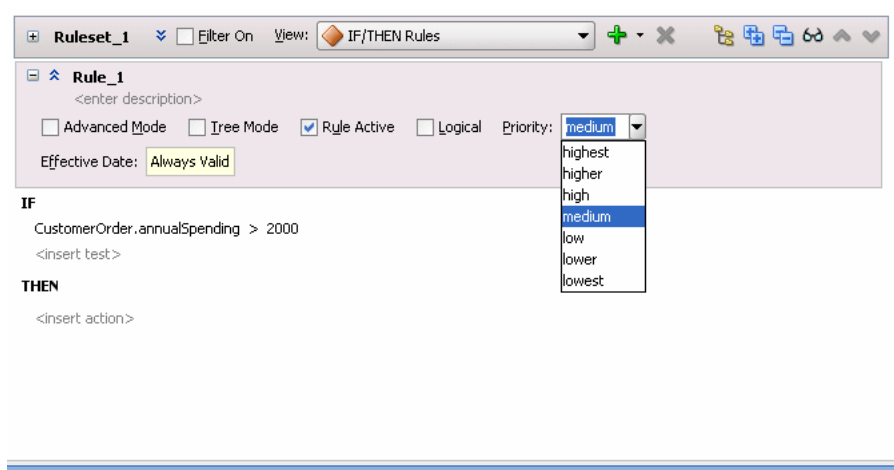 Ruleset_1 Filter On View: IF/THEN Rules
Rule_1
<enter description>
Advanced Mode Tree Mode Rule Active Logical Priority: medium
Effective Date: Always Valid
highest
higher
high
medium
low
lower
lowest
IF
CustomerOrder.annualSpending > 2000
<insert test>
THEN
<insert action>